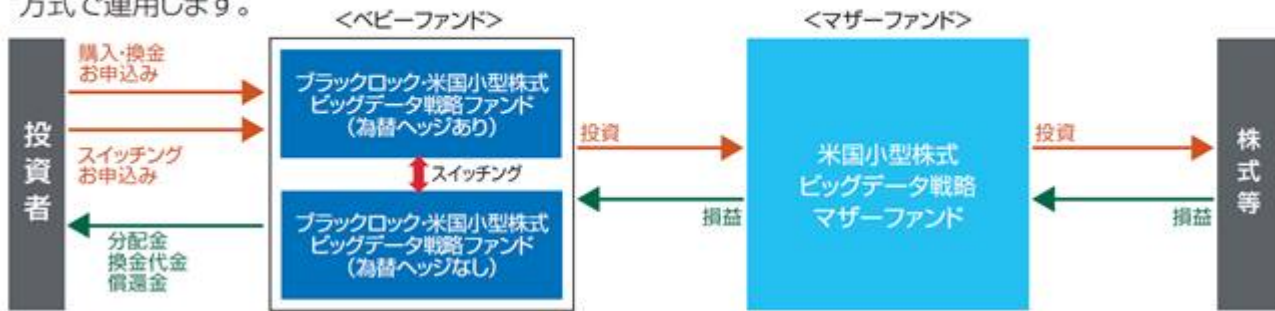 方式で運用します。
<ベビーファンド>
<マザーファンド>
投資者
購入・換金
お申込み
スイッチング
お申込み
分配金
換金代金
償還金
ブラックロック・米国小型株式
ビッグデータ戦略ファンド
(為替ヘッジあり)
スイッチング
ブラックロック・米国小型株式
ビッグデータ戦略ファンド
(為替ヘッジなし)
投資
損益
米国小型株式
ビッグデータ戦略
マザーファンド
投資
損益
株式等